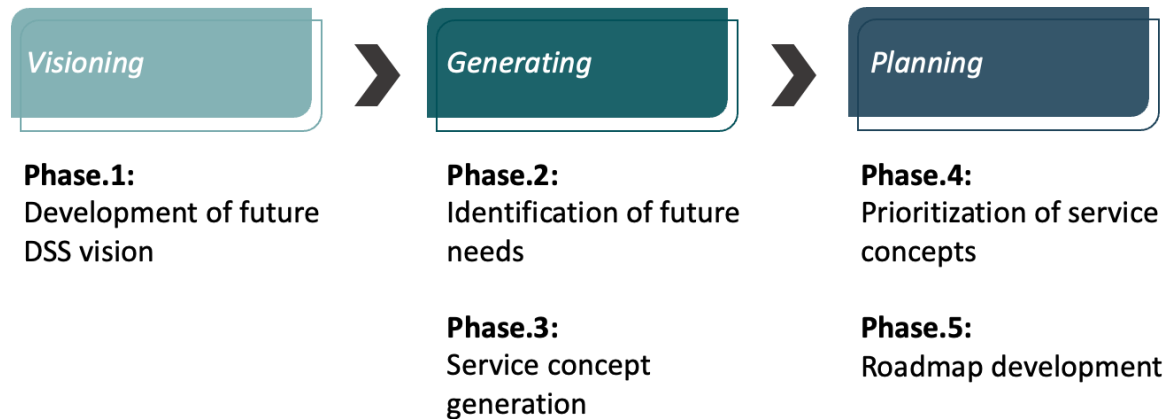 Visioning
Phase.1:
Development of future
DSS vision
Generating
Phase.2:
Identification of future
needs
Phase.3:
Service concept
generation
Planning
Phase.4:
Prioritization of service
concepts
Phase.5:
Roadmap development